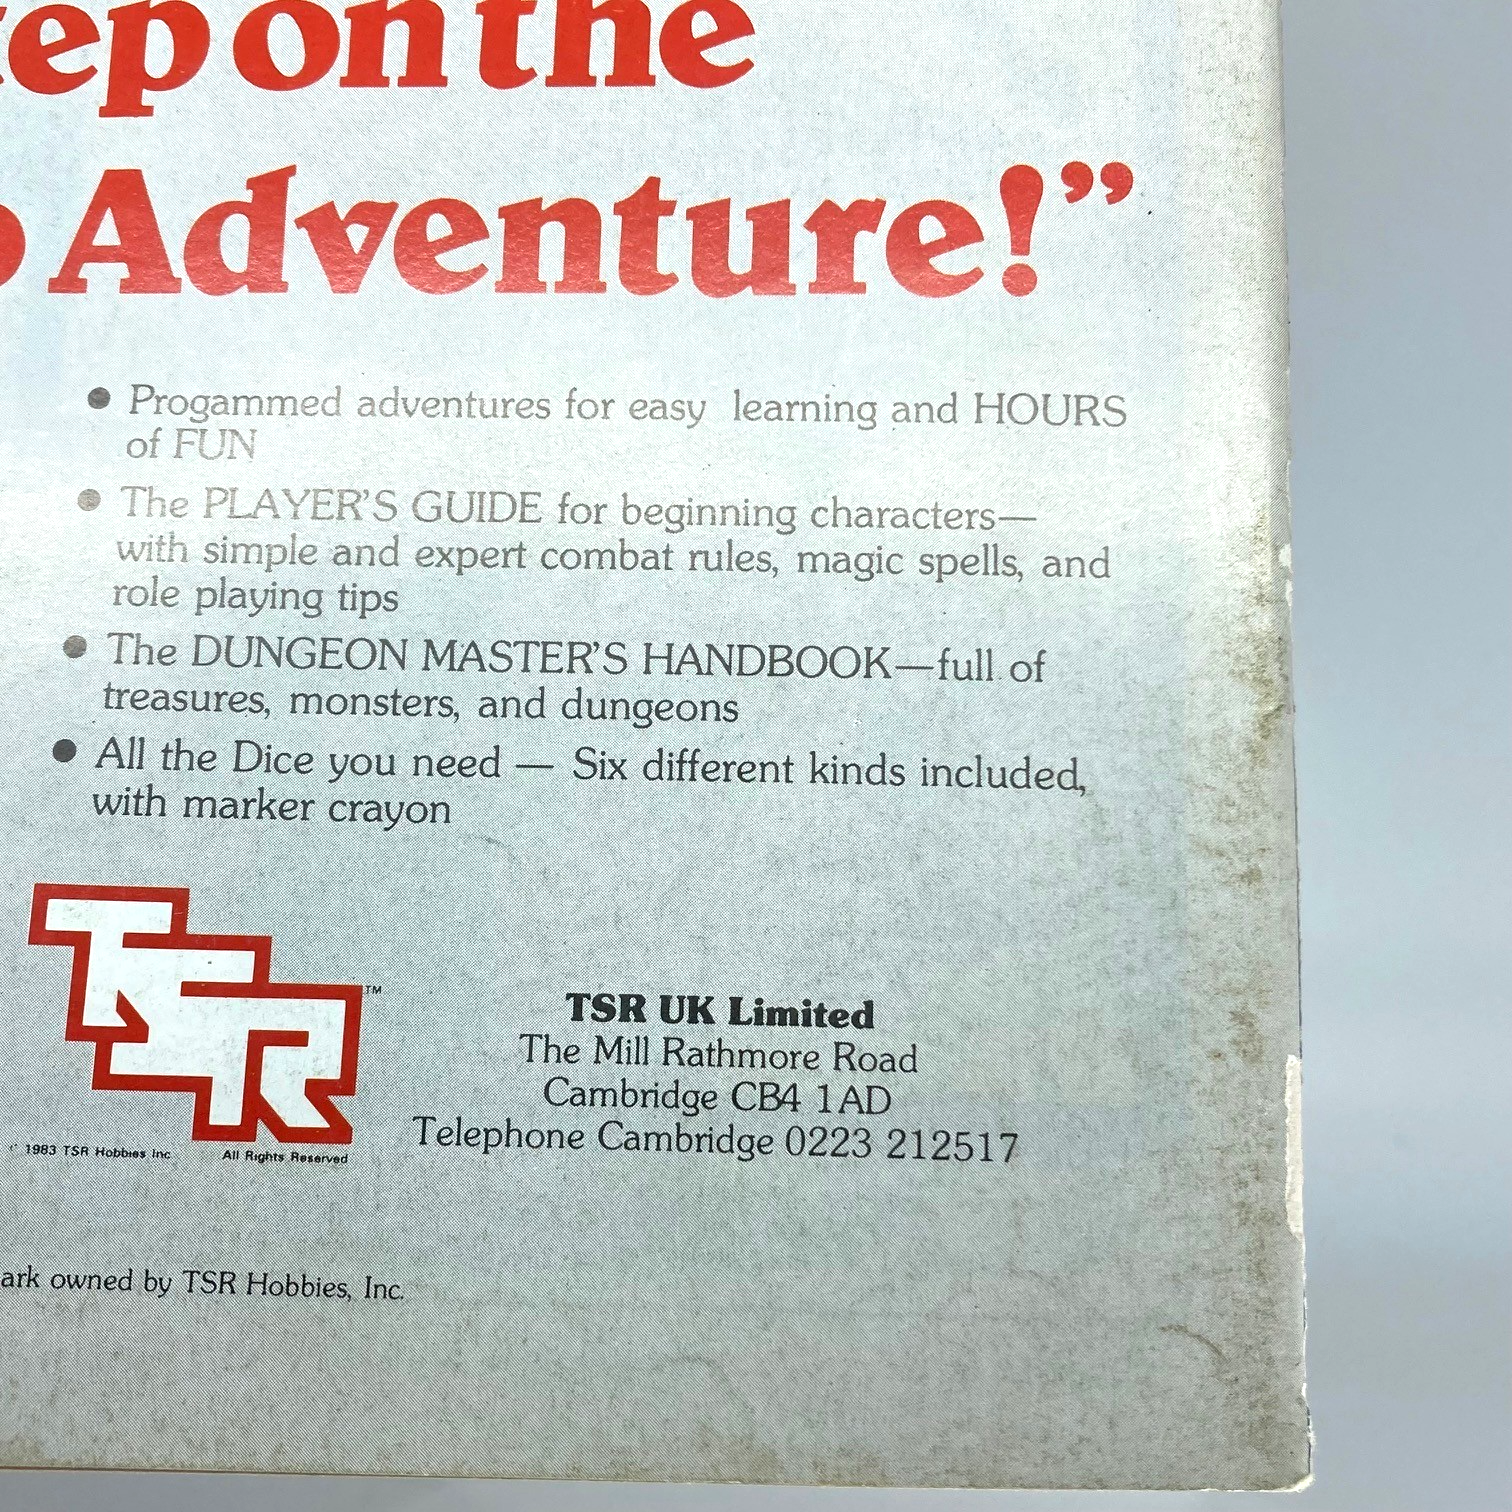 tep on the
Adventure!”
● Progammed adventures for easy learning and HOURS
of FUN
● The PLAYER'S GUIDE for beginning characters—
with simple and expert combat rules, magic spells, and
role playing tips
● The DUNGEON MASTER'S HANDBOOK—full of
treasures, monsters, and dungeons
● All the Dice you need — Six different kinds included,
with marker crayon
TSR™
1983 TSR Hobbies Inc All Rights Reserved
TSR UK Limited
The Mill Rathmore Road
Cambridge CB4 1AD
Telephone Cambridge 0223 212517
ark owned by TSR Hobbies, Inc.